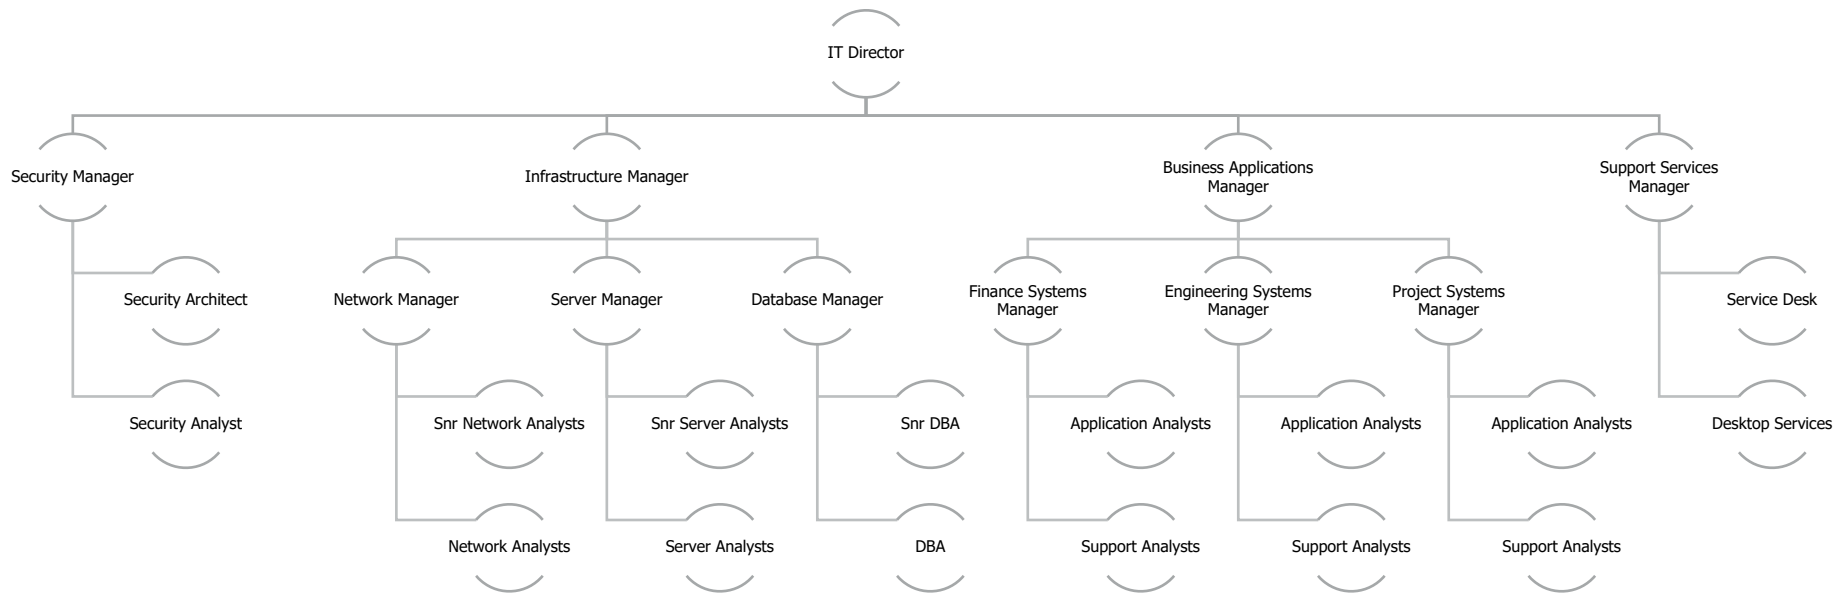 IT Director
Security Manager
Infrastructure Manager
Business Applications
Manager
Support Services
Manager
Security Architect
Network Manager
Server Manager
Database Manager
Finance Systems
Manager
Engineering Systems
Manager
Project Systems
Manager
Service Desk
Security Analyst
Snr Network Analysts
Snr Server Analysts
Snr DBA
Application Analysts
Application Analysts
Application Analysts
Desktop Services
Network Analysts
Server Analysts
DBA
Support Analysts
Support Analysts
Support Analysts